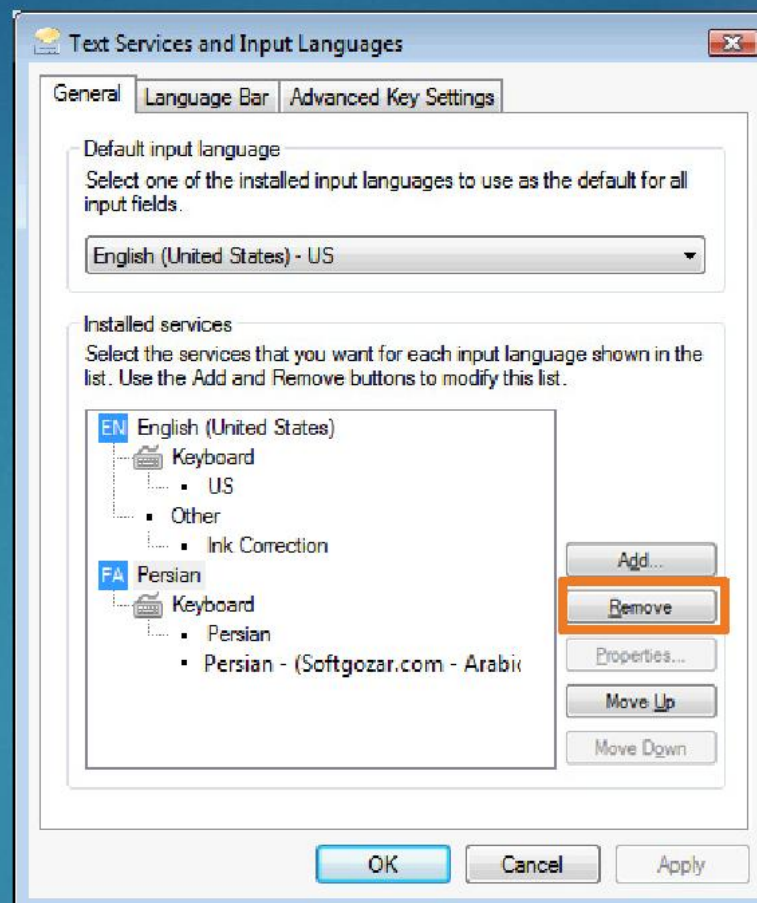 Text Services and Input Languages
General
Language Bar
Advanced Key Settings
Default input language
Select one of the installed input languages to use as the default for all
input fields.
English (United States) - US
Installed services
Select the services that you want for each input language shown in the
list. Use the Add and Remove buttons to modify this list.
EN English (United States)
Keyboard
US
Other
Ink Correction
FA Persian
Keyboard
Persian
Persian - (Softgozar.com - Arabic
Add...
Remove
Properties...
Move Up
Move Down
OK
Cancel
Apply